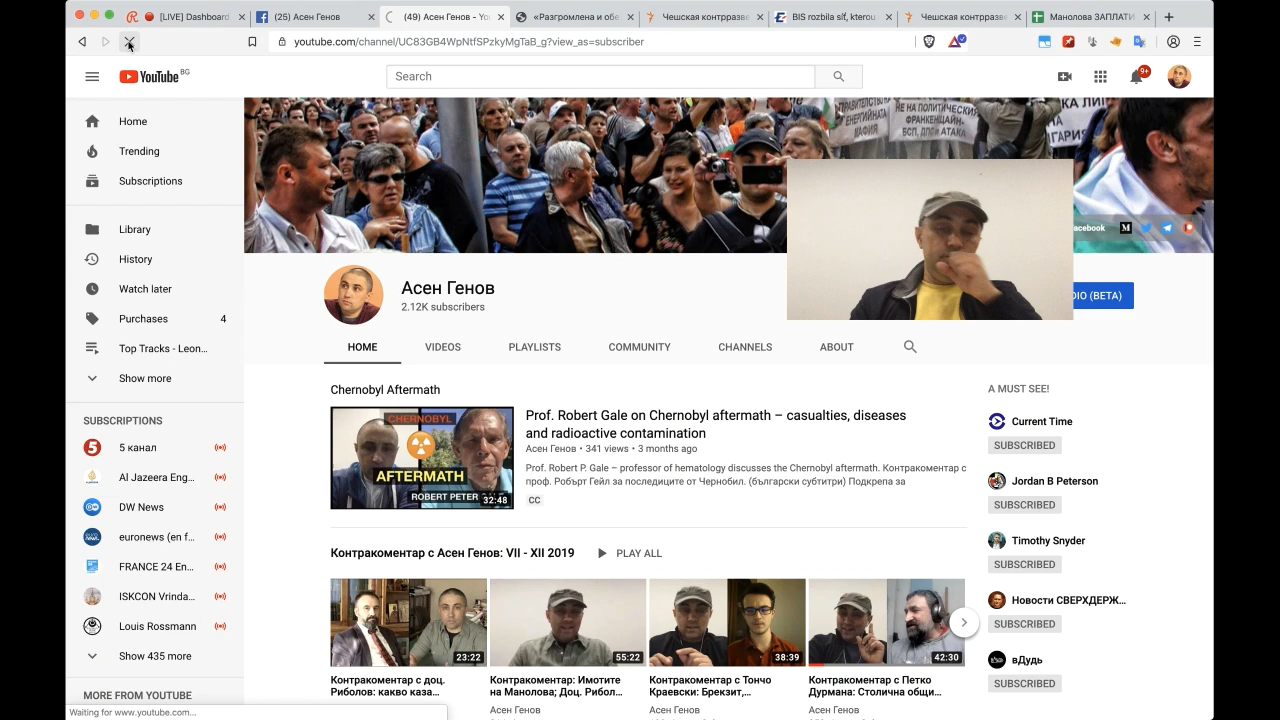 [LIVE] Dashboard
(25) Асен Генов
(49) Асен Генов - Yo
«Разгромлена и обе
Чешская контрразве
BIS rozbila síť, kterou
Чешская контрразве
Манолова ЗАПЛАТИ
youtube.com/channel/UC83GB4WpNtfSPzkyMgTaB_g?view_as=subscriber
YouTube BG
Search
9+
Home
Trending
Subscriptions
Library
History
Watch later
Purchases 4
Top Tracks - Leon...
Show more
SUBSCRIPTIONS
5 канал
Al Jazeera Eng...
DW News
euronews (en f...
FRANCE 24 En...
ISKCON Vrinda...
Louis Rossmann
Show 435 more
MORE FROM YOUTUBE
Waiting for www.youtube.com...
НЕ НА ПОЛИТИЧЕСКИ
ФРАНКЕНЩАЙН-
БСП, ДПС и АТАКА
ЕНЕРГИЙНАТА
МАФИЯ
acebook
Асен Генов
2.12K subscribers
DIO (BETA)
HOME
VIDEOS
PLAYLISTS
COMMUNITY
CHANNELS
ABOUT
Chernobyl Aftermath
CHERNOBYL
AFTERMATH
ROBERT PETER
32:48
Prof. Robert Gale on Chernobyl aftermath – casualties, diseases
and radioactive contamination
Асен Генов • 341 views • 3 months ago
Prof. Robert P. Gale – professor of hematology discusses the Chernobyl aftermath. Контракоментар с
проф. Робърт Гейл за последиците от Чернобил. (български субтитри) Подкрепа за
CC
Контракоментар с Асен Генов: VII - XII 2019
PLAY ALL
23:22
55:22
38:39
42:30
Контракоментар с доц.
Риболов: какво каза...
Контракоментар: Имотите
на Манолова; Доц. Рибол...
Асен Генов
Контракоментар с Тончо
Краевски: Брекзит,...
Асен Генов
Контракоментар с Петко
Дурмана: Столична общи...
Асен Генов
A MUST SEE!
Current Time
SUBSCRIBED
Jordan B Peterson
SUBSCRIBED
Timothy Snyder
SUBSCRIBED
Новости СВЕРХДЕРЖ...
SUBSCRIBED
вДудь
SUBSCRIBED